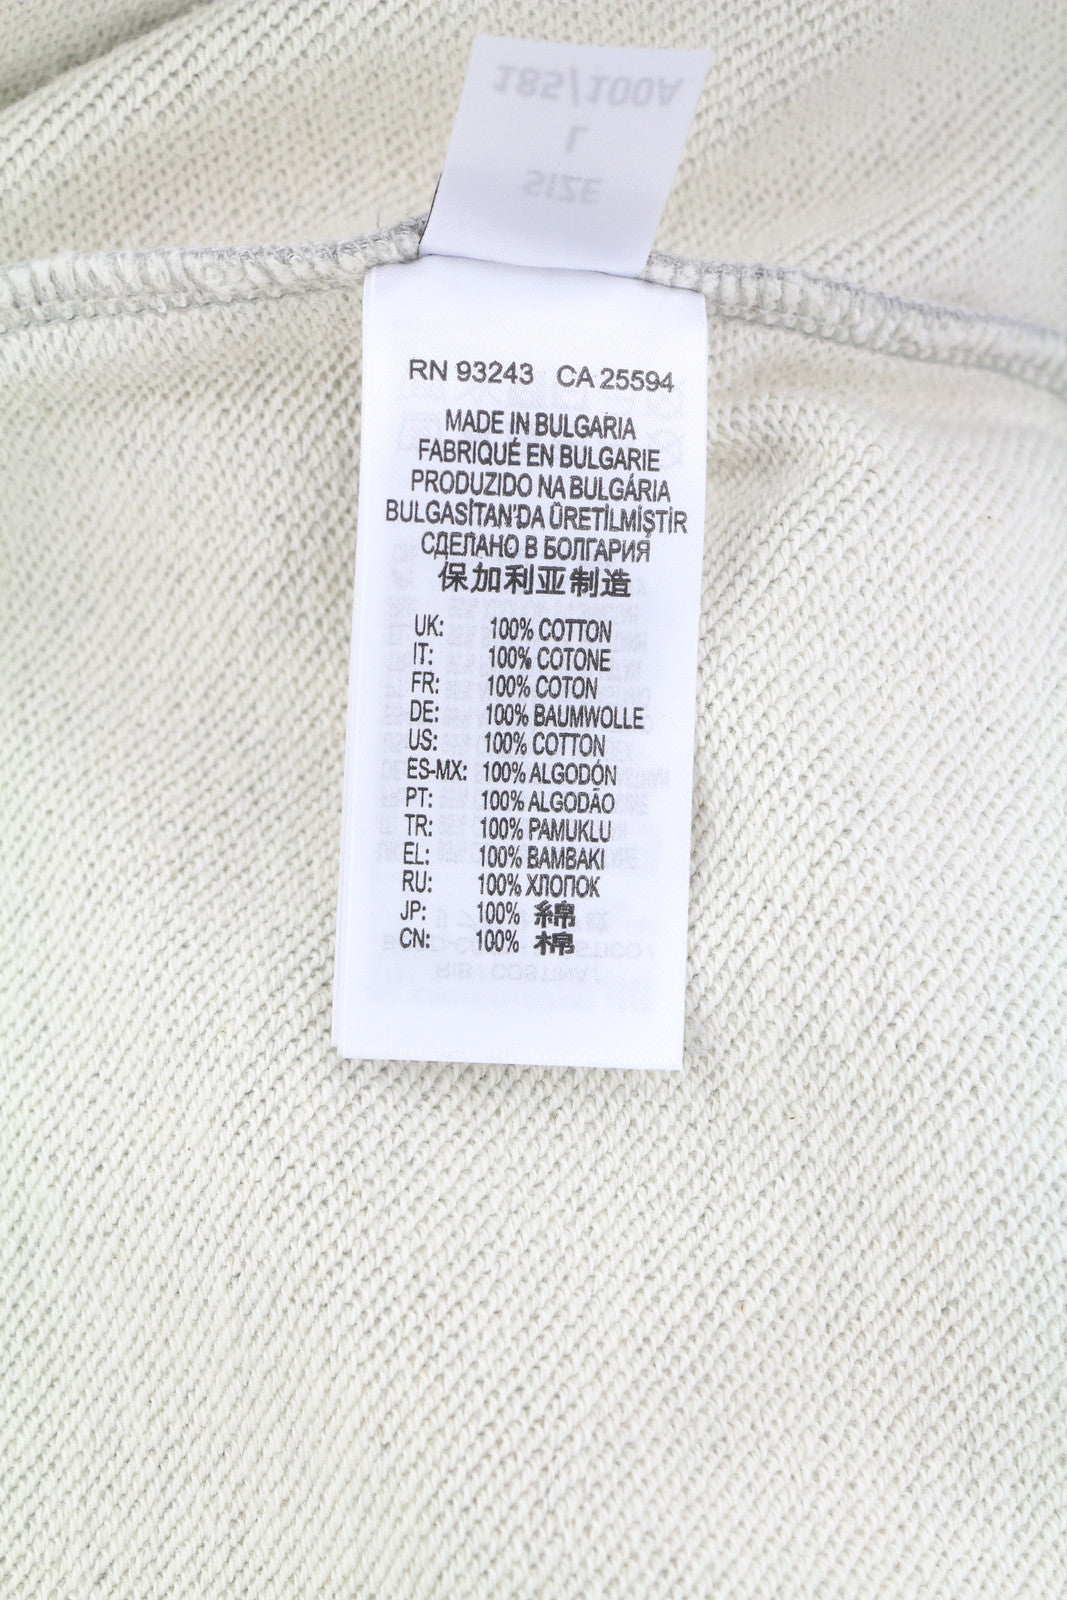 185/100A
L
SIZE
RN 93243 CA 25594
MADE IN BULGARIA
FABRIQUÉ EN BULGARIE
PRODUZIDO NA BULGÁRIA
BULGASİTAN'DA ÜRETİLMİŞTİR
СДЕЛАНО В БОЛГАРИЯ
保加利亚制造
UK: 100% COTTON
IT: 100% COTONE
FR: 100% COTON
DE: 100% BAUMWOLLE
US: 100% COTTON
ES-MX: 100% ALGODÓN
PT: 100% ALGODÃO
TR: 100% PAMUKLU
EL: 100% BAMBAKI
RU: 100% ХЛОПОК
JP: 100% 綿
CN: 100% 棉